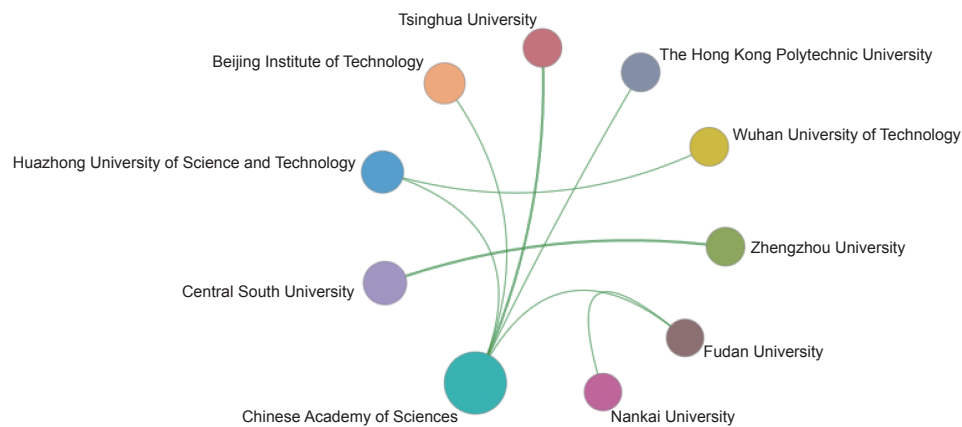 Tsinghua University
Beijing Institute of Technology
The Hong Kong Polytechnic University
Wuhan University of Technology
Huazhong University of Science and Technology
Zhengzhou University
Central South University
Fudan University
Chinese Academy of Sciences
Nankai University